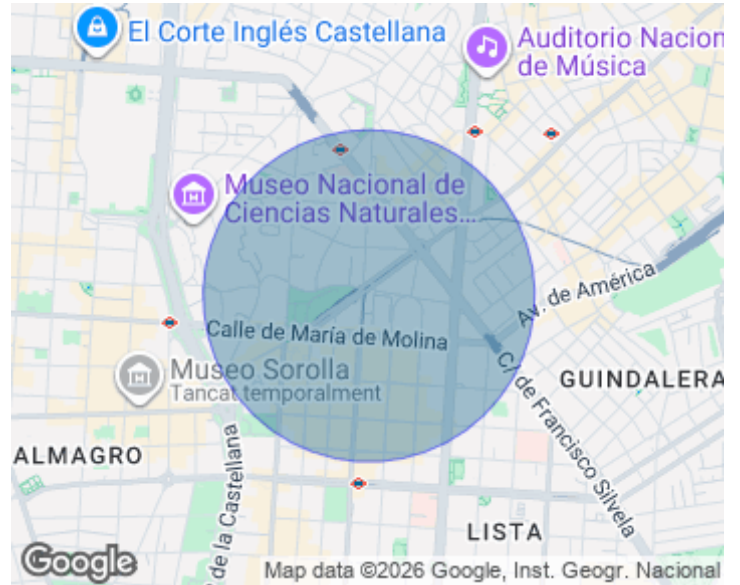 El Corte Inglés Castellana
Auditorio Nacion
de Música
Museo Nacional de
Ciencias Naturales...
Av. de América
Calle de María de Molina
Museo Sorolla
Tancat temporalment
GUINDALERA
C/ de Francisco Silvela
ALMAGRO
de la Castellana
LISTA
Google
Map data ©2026 Google, Inst. Geogr. Nacional